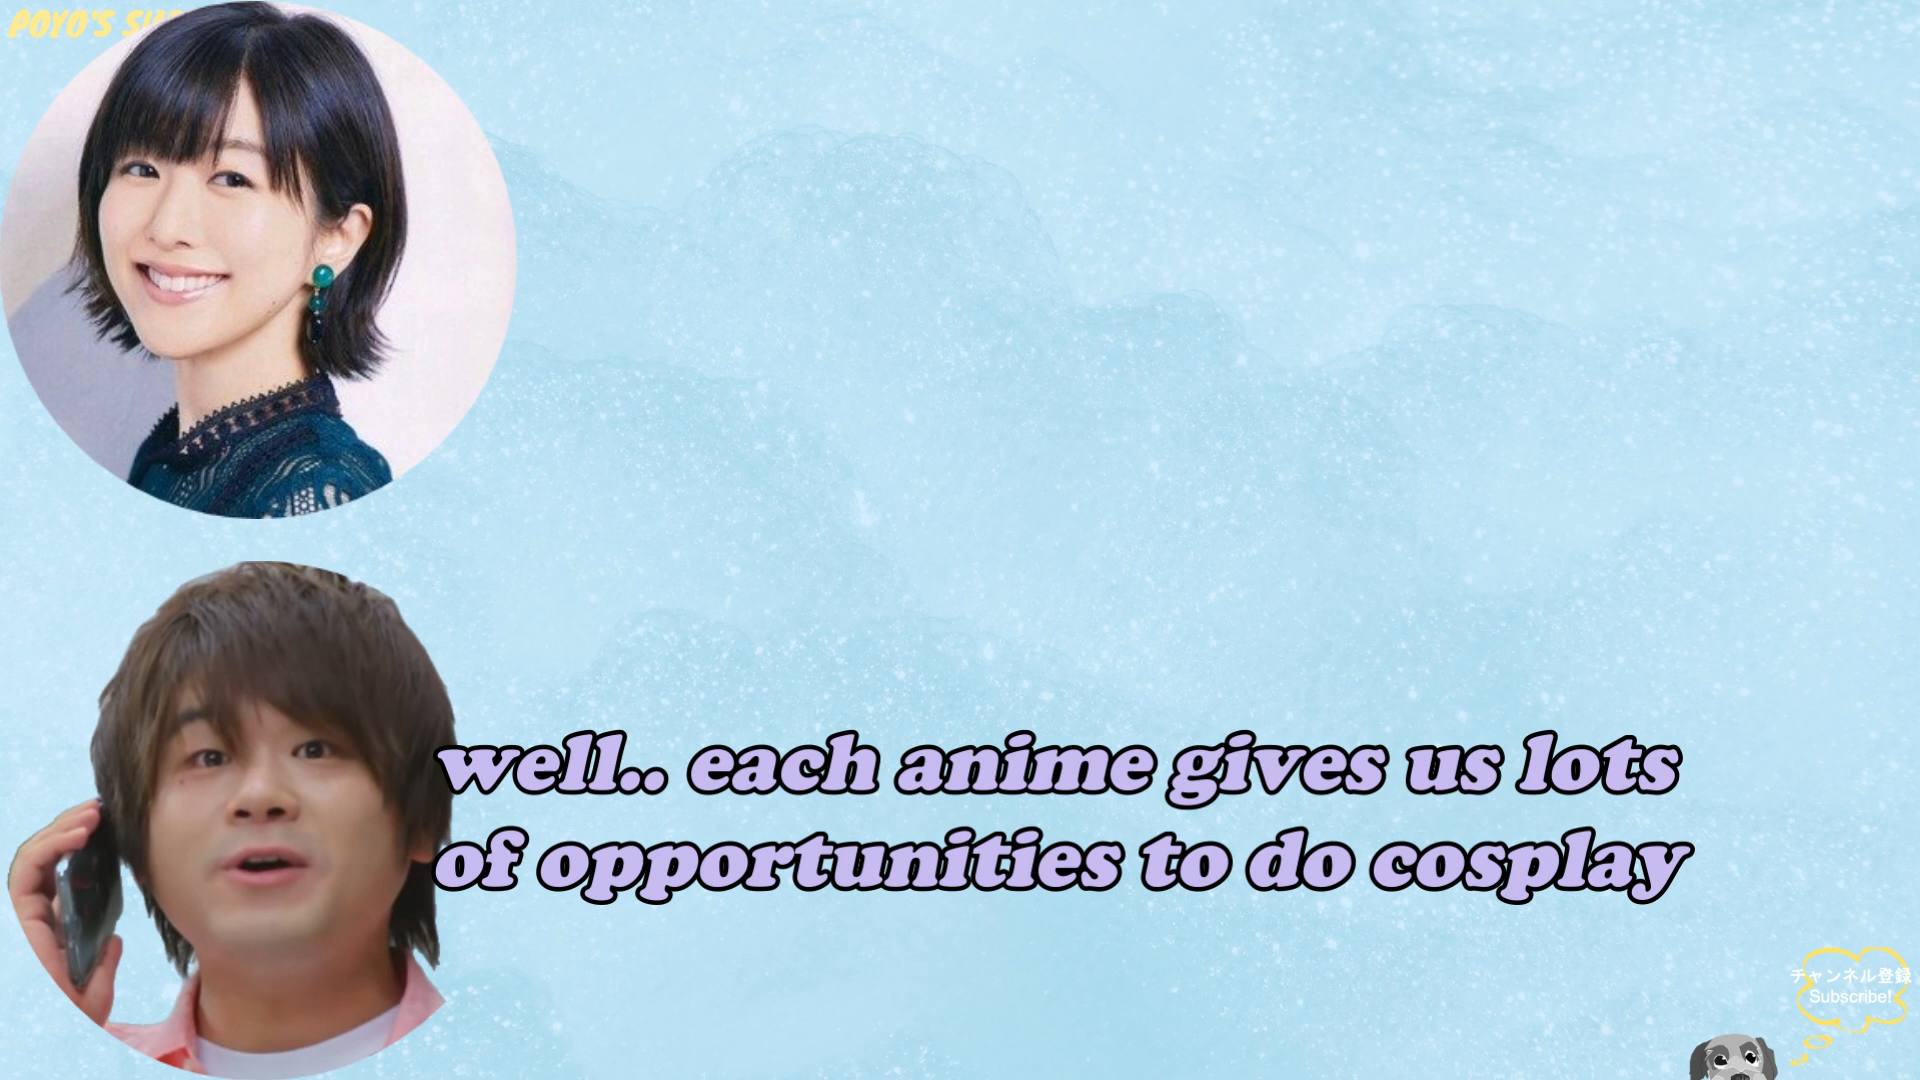 POYO'S
well.. each anime gives us lots
of opportunities to do cosplay
チャンネル登録
Subscribe!